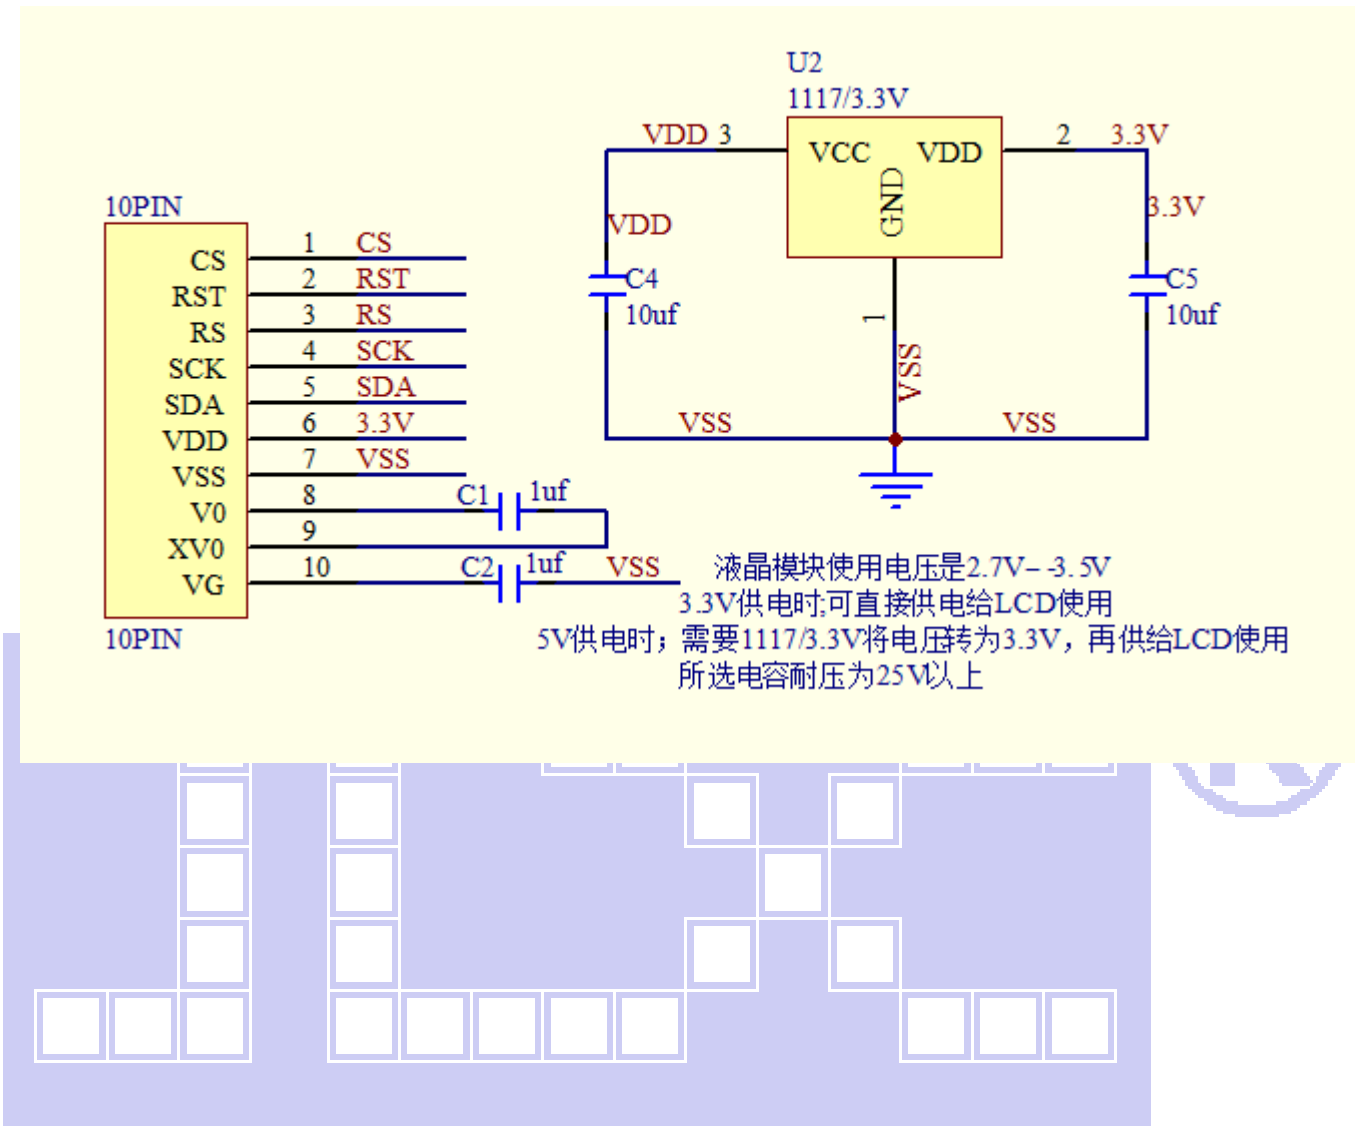 U2
1117/3.3V
VDD 3
VCC
VDD
GND
2
3.3V
3.3V
VDD
C4
10uf
C5
10uf
1
VSS
VSS
VSS
10PIN
CS 1 CS
RST 2 RST
RS 3 RS
SCK 4 SCK
SDA 5 SDA
VDD 6 3.3V
VSS 7 VSS
V0 8 C1 1uf
XV0 9
VG 10 C2 1uf VSS
10PIN
液晶模块使用电压是2.7V--3.5V
3.3V供电时;可直接供电给LCD使用
5V供电时；需要1117/3.3V将电压转为3.3V，再供给LCD使用
所选电容耐压为25V以上